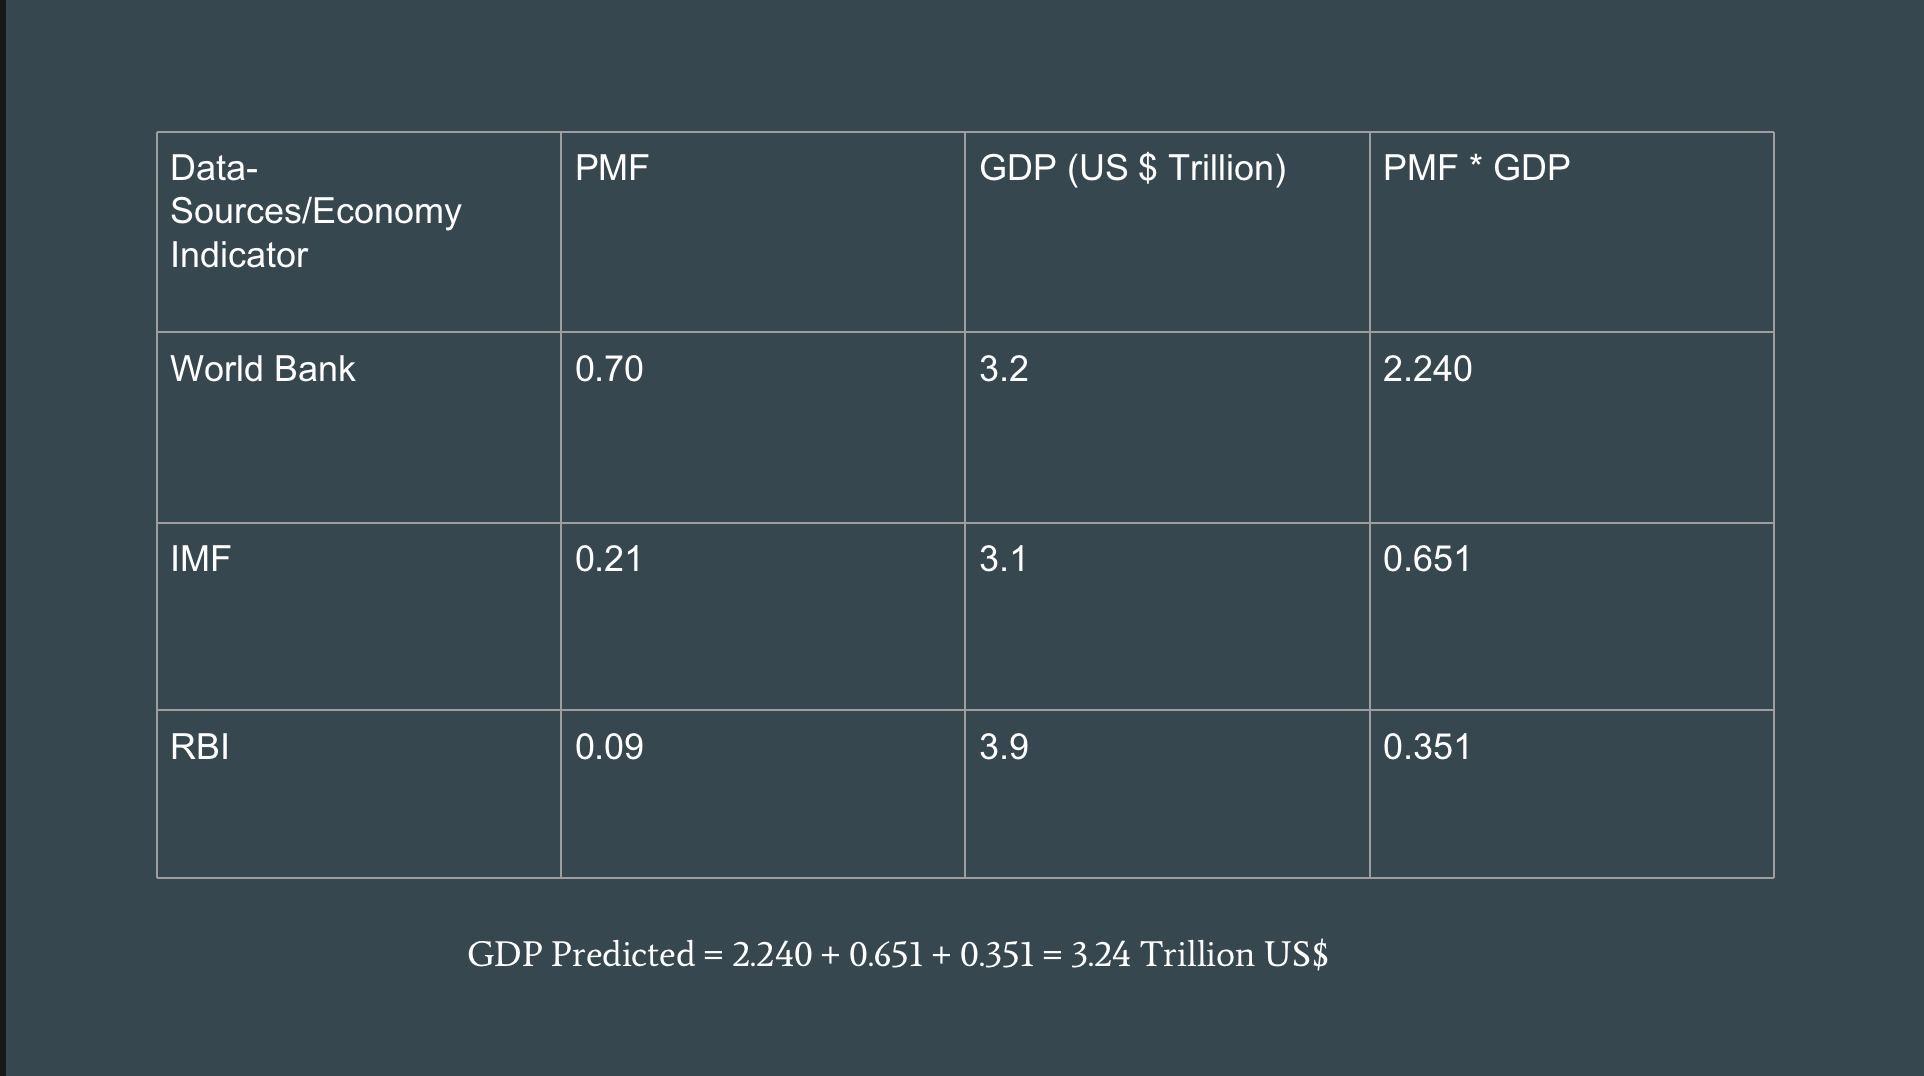 Data-
Sources/Economy
Indicator
PMF
GDP (US $ Trillion)
PMF * GDP
World Bank
0.70
3.2
2.240
IMF
0.21
3.1
0.651
RBI
0.09
3.9
0.351
GDP Predicted = 2.240 + 0.651 + 0.351 = 3.24 Trillion US$